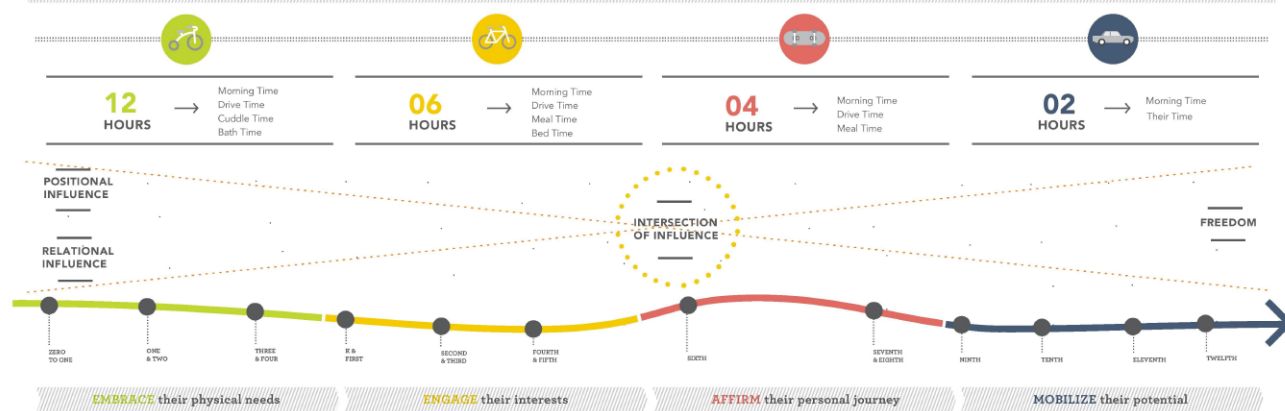 12
HOURS
Morning Time
Drive Time
Cuddle Time
Bath Time
06
HOURS
Morning Time
Drive Time
Meal Time
Bed Time
04
HOURS
Morning Time
Drive Time
Meal Time
02
HOURS
Morning Time
Their Time
POSITIONAL
INFLUENCE
RELATIONAL
INFLUENCE
INTERSECTION
OF INFLUENCE
FREEDOM
ZERO
TO ONE
ONE
& TWO
THREE
& FOUR
K &
FIRST
SECOND
& THIRD
FOURTH
& FIFTH
SIXTH
SEVENTH
& EIGHTH
NINTH
TENTH
ELEVENTH
TWELFTH
EMBRACE their physical needs
ENGAGE their interests
AFFIRM their personal journey
MOBILIZE their potential